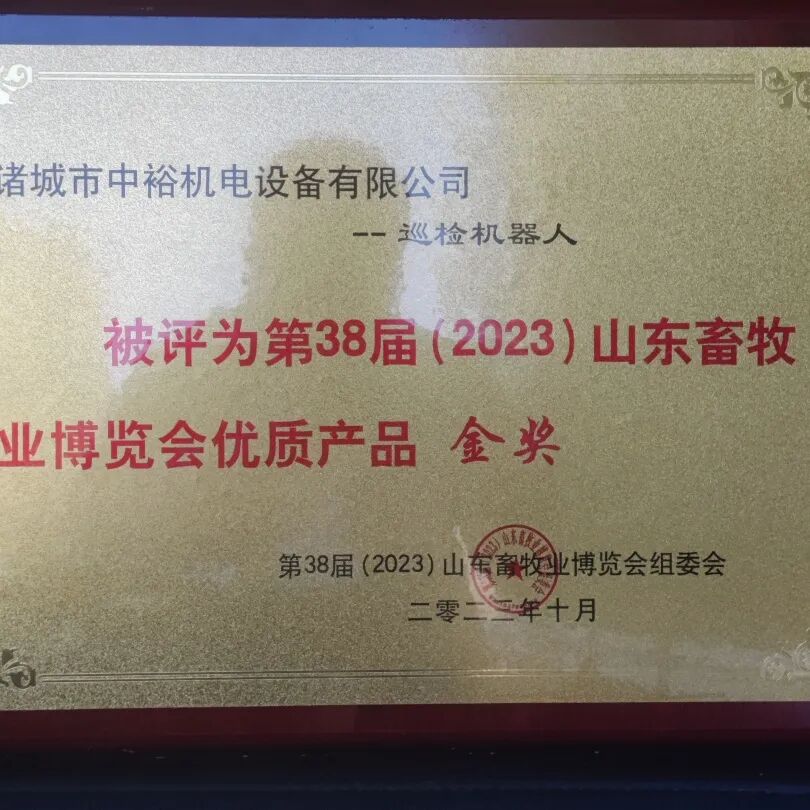 诸城市中裕机电设备有限公司
--巡检机器人
被评为第38届(2023)山东畜牧
业博览会优质产品 金奖
第38届(2023)山东畜牧业博览会组委会
二零二三年十月